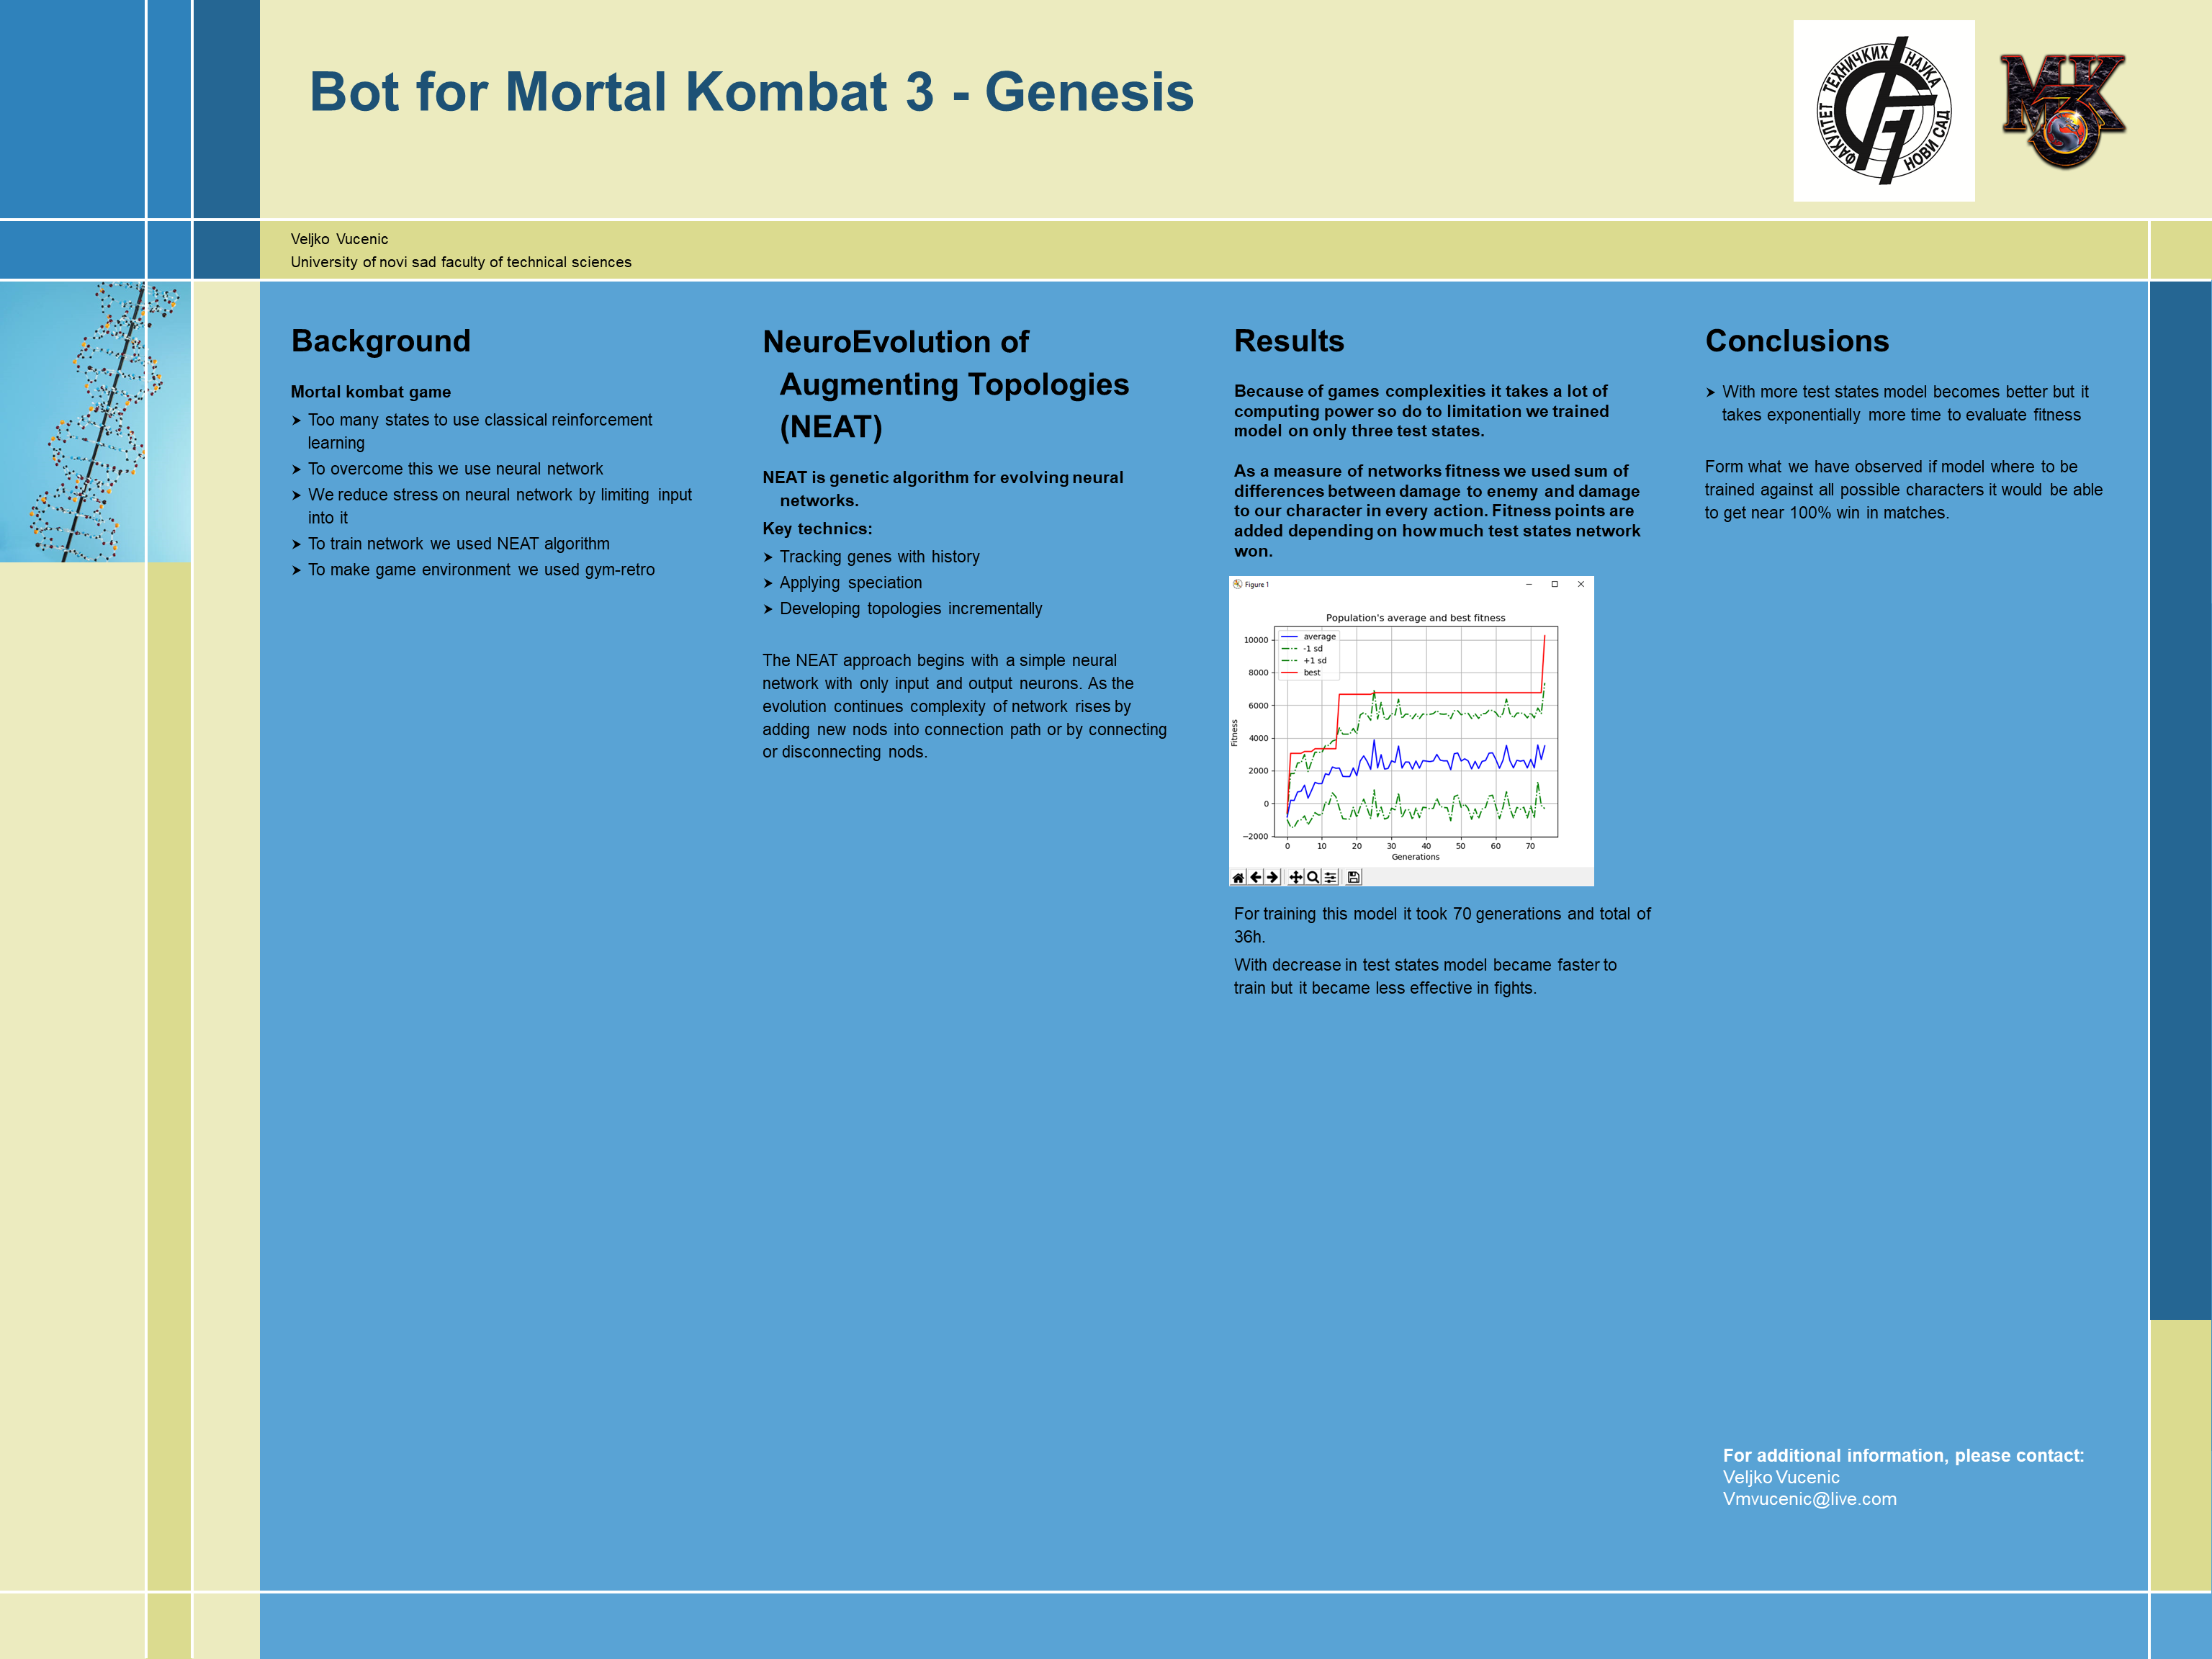 Bot for Mortal Kombat 3 - Genesis
ФАКУЛТЕТ ТЕХНИЧКИХ НАУКА
НОВИ САД
MK
3
Veljko Vucenic
University of novi sad faculty of technical sciences
Background
Mortal kombat game
➢ Too many states to use classical reinforcement
learning
➢ To overcome this we use neural network
➢ We reduce stress on neural network by limiting input
into it
➢ To train network we used NEAT algorithm
➢ To make game environment we used gym-retro
NeuroEvolution of
Augmenting Topologies
(NEAT)
NEAT is genetic algorithm for evolving neural
networks.
Key technics:
➢ Tracking genes with history
➢ Applying speciation
➢ Developing topologies incrementally
The NEAT approach begins with a simple neural
network with only input and output neurons. As the
evolution continues complexity of network rises by
adding new nods into connection path or by connecting
or disconnecting nods.
Results
Because of games complexities it takes a lot of
computing power so do to limitation we trained
model on only three test states.
As a measure of networks fitness we used sum of
differences between damage to enemy and damage
to our character in every action. Fitness points are
added depending on how much test states network
won.
Figure 1
Population's average and best fitness
average
-1 sd
+1 sd
best
10000
8000
6000
4000
2000
0
−2000
Fitness
0 10 20 30 40 50 60 70
Generations
For training this model it took 70 generations and total of
36h.
With decrease in test states model became faster to
train but it became less effective in fights.
Conclusions
➢ With more test states model becomes better but it
takes exponentially more time to evaluate fitness
Form what we have observed if model where to be
trained against all possible characters it would be able
to get near 100% win in matches.
For additional information, please contact:
Veljko Vucenic
Vmvucenic@live.com